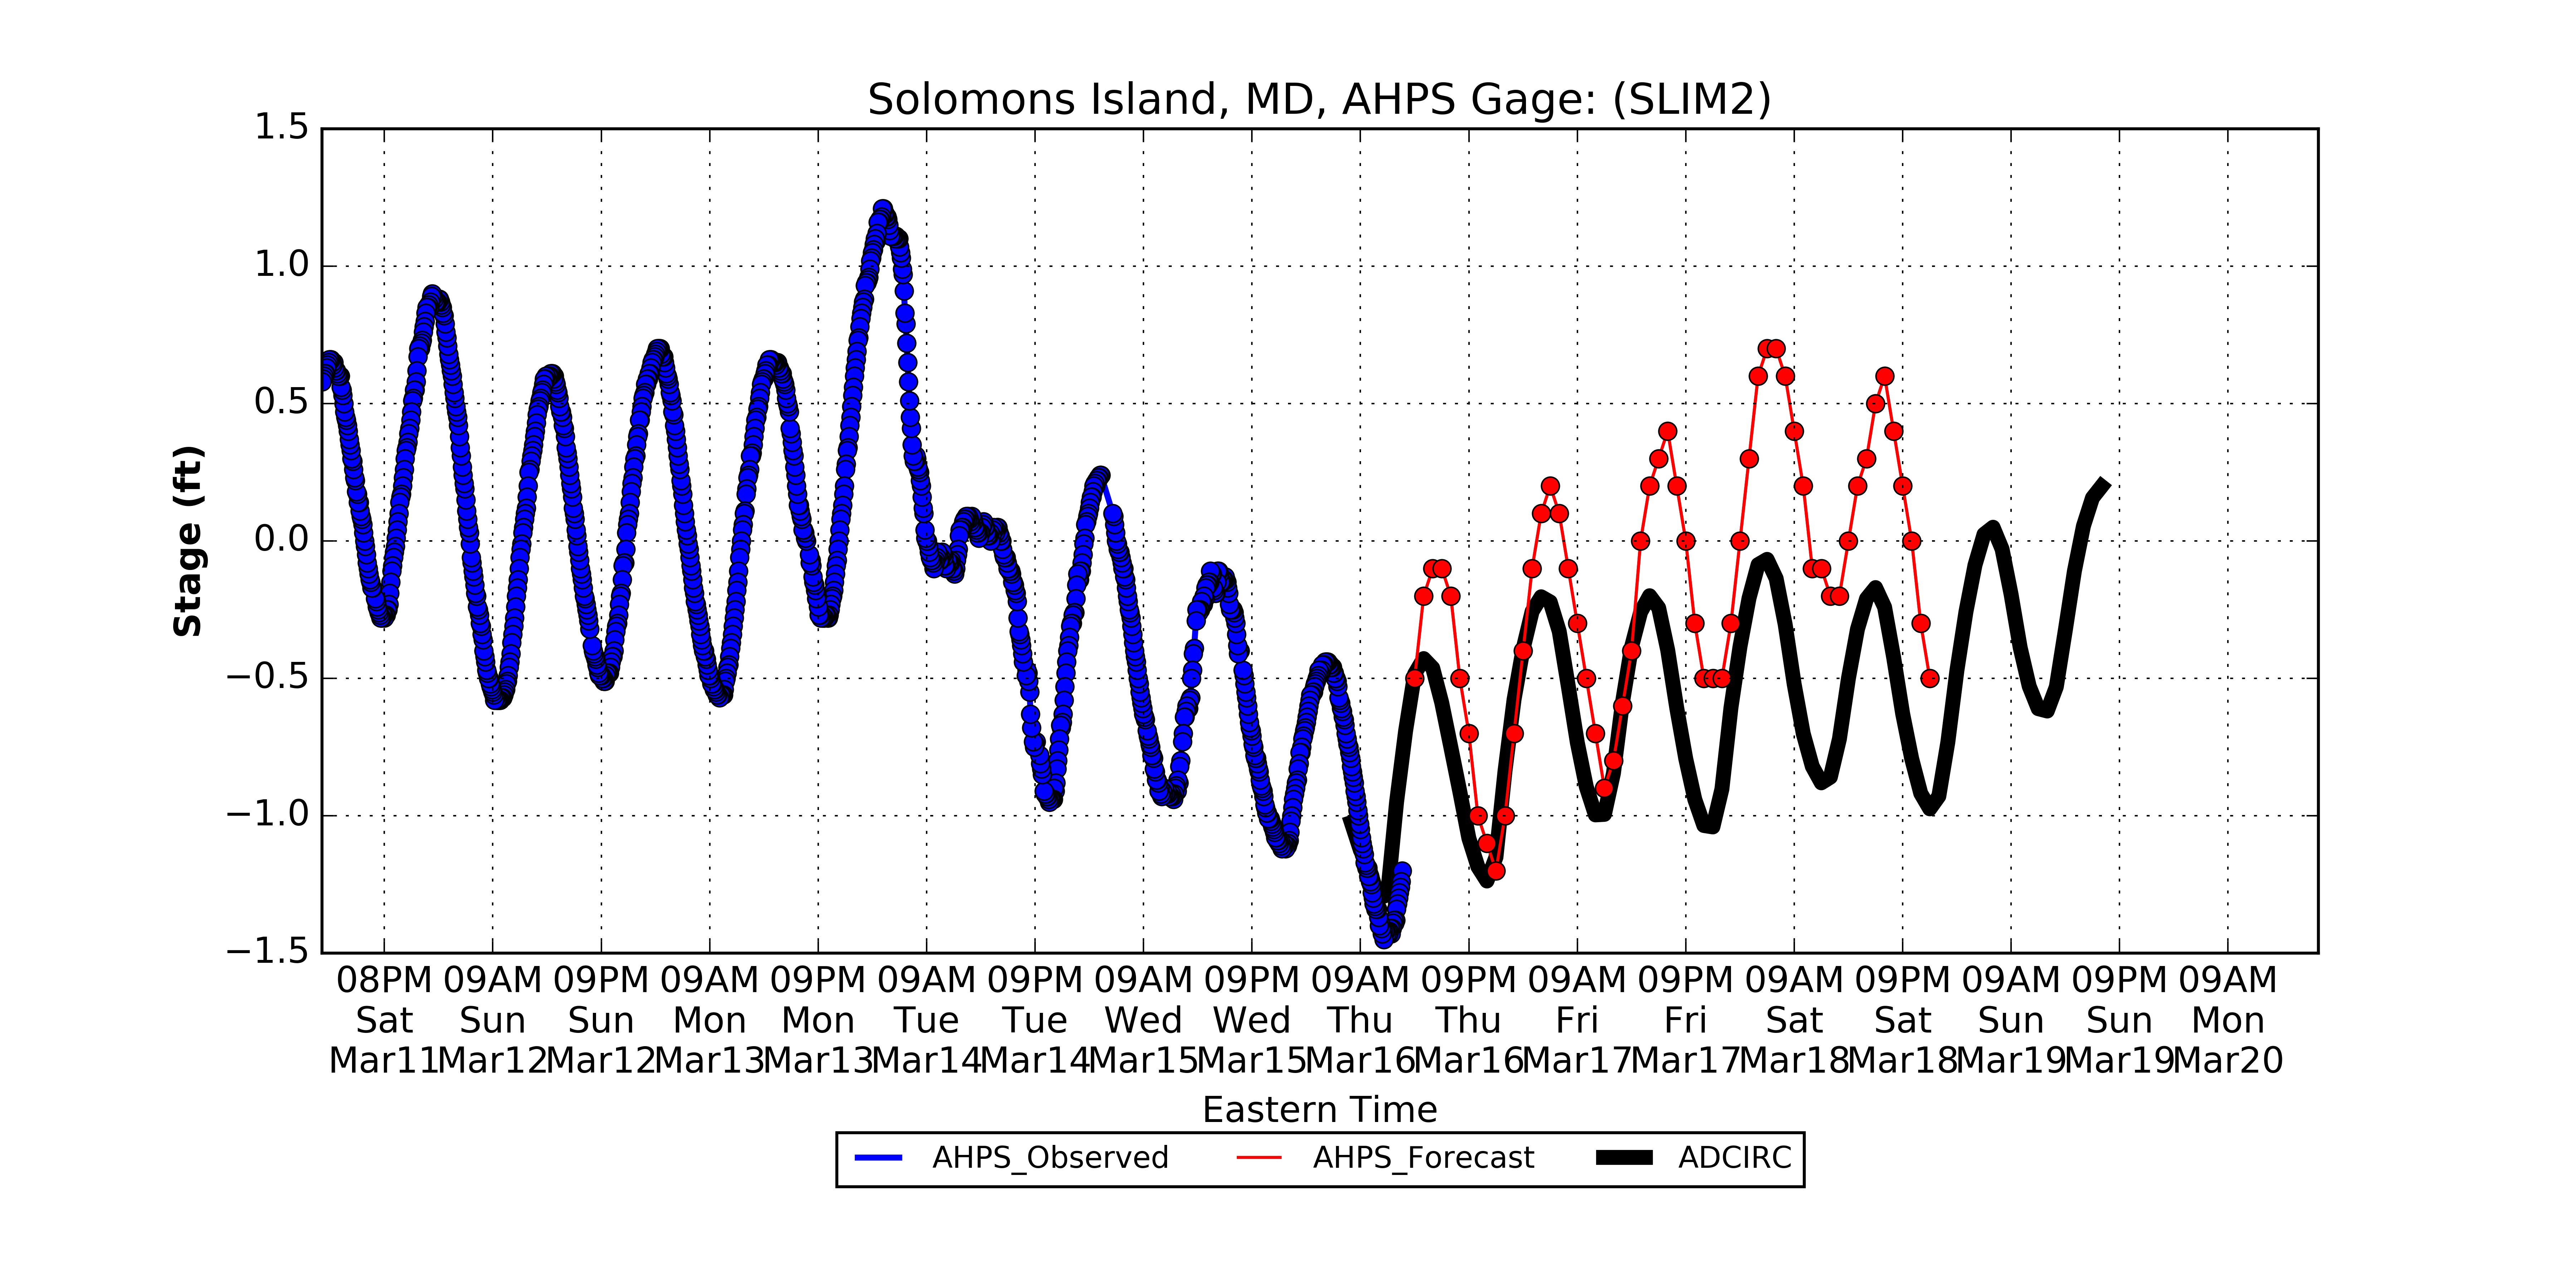 Solomons Island, MD, AHPS Gage: (SLIM2)
1.5
1.0
0.5
0.0
−0.5
−1.0
−1.5
Stage (ft)
08PM 09AM 09PM 09AM 09PM 09AM 09PM 09AM 09PM 09AM 09PM 09AM 09PM 09AM 09PM 09AM 09PM 09AM
Sat Sun Sun Mon Mon Tue Tue Wed Wed Thu Thu Fri Fri Sat Sat Sun Sun Mon
Mar11 Mar12 Mar12 Mar13 Mar13 Mar14 Mar14 Mar15 Mar15 Mar16 Mar16 Mar17 Mar17 Mar18 Mar18 Mar19 Mar19 Mar20
Eastern Time
AHPS_Observed AHPS_Forecast ADCIRC